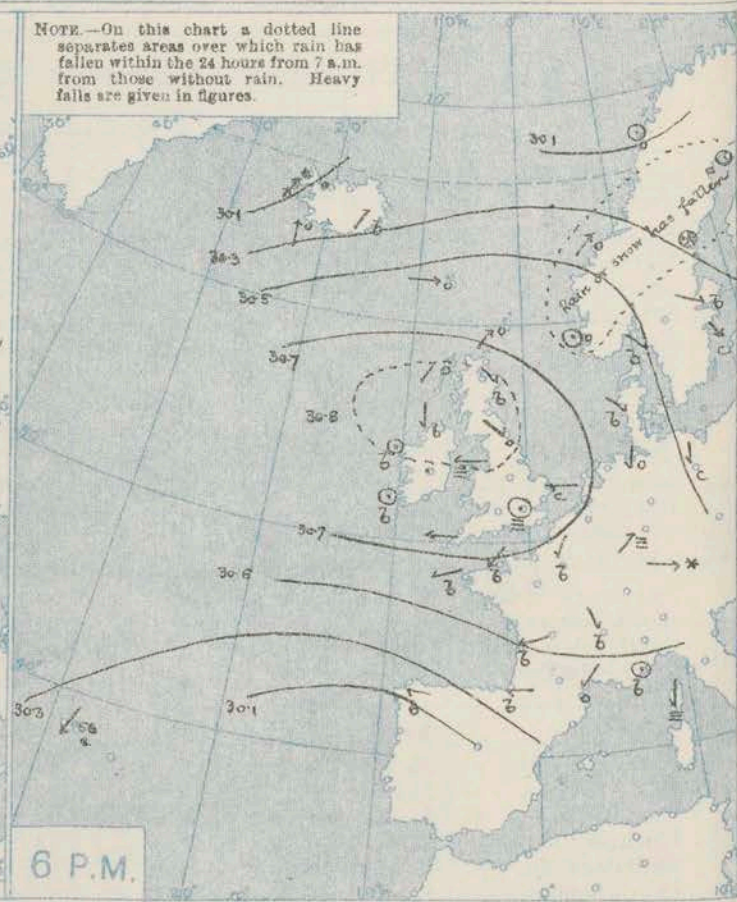 NOTE.—On this chart a dotted line
separates areas over which rain has
fallen within the 24 hours from 7 a.m.
from those without rain. Heavy
falls are given in figures.
30.1
30.1
30.3
30.5
Rain or snow has fallen
30.7
30.8
30.7
30.3
30.1
6 P.M.